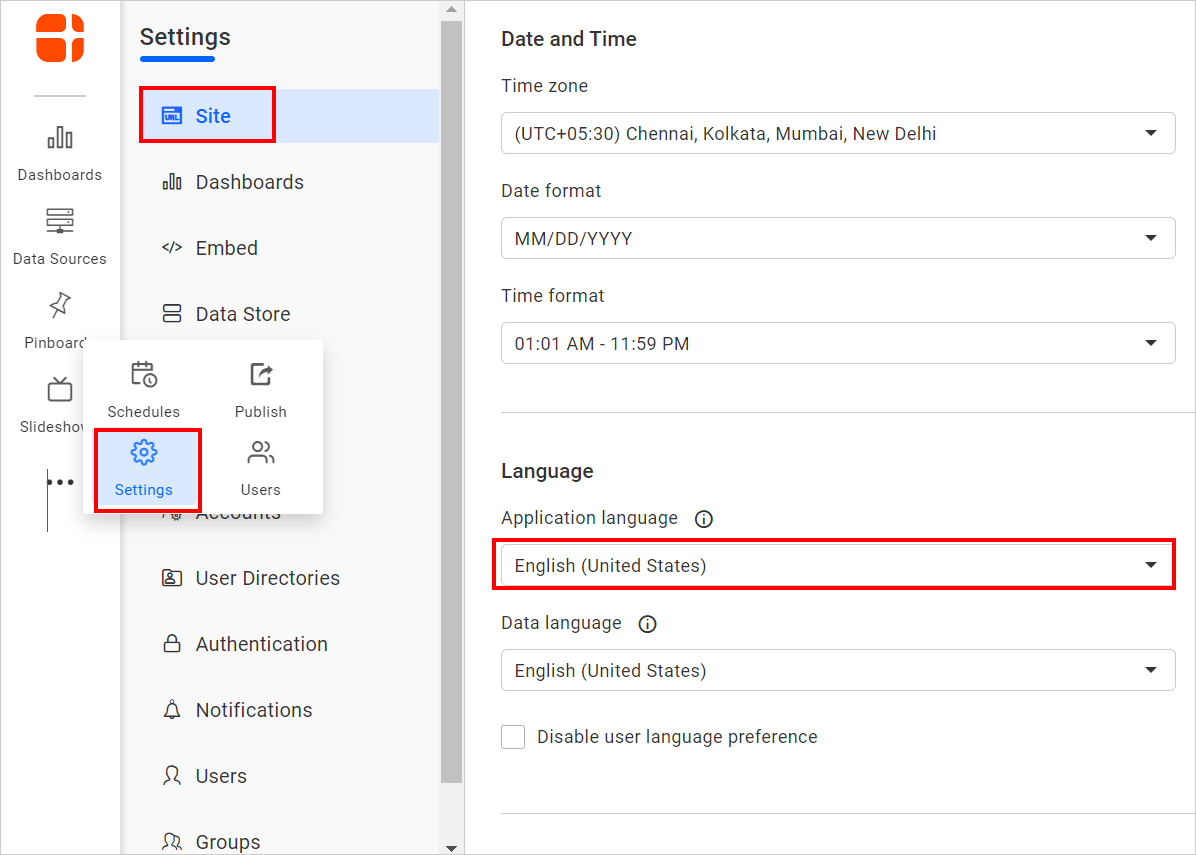 Dashboards
Data Sources
Pinboard
Slideshow
Schedules
Publish
Settings
Users
Settings
URL
Site
Dashboards
Embed
Data Store
Accounts
User Directories
Authentication
Notifications
Users
Groups
Date and Time
Time zone
(UTC+05:30) Chennai, Kolkata, Mumbai, New Delhi
Date format
MM/DD/YYYY
Time format
01:01 AM - 11:59 PM
Language
Application language
English (United States)
Data language
English (United States)
Disable user language preference